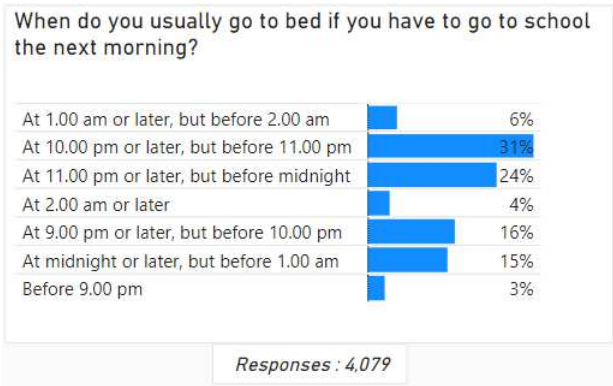 When do you usually go to bed if you have to go to school
the next morning?
At 1.00 am or later, but before 2.00 am 6%
At 10.00 pm or later, but before 11.00 pm 31%
At 11.00 pm or later, but before midnight 24%
At 2.00 am or later 4%
At 9.00 pm or later, but before 10.00 pm 16%
At midnight or later, but before 1.00 am 15%
Before 9.00 pm 3%
Responses : 4,079